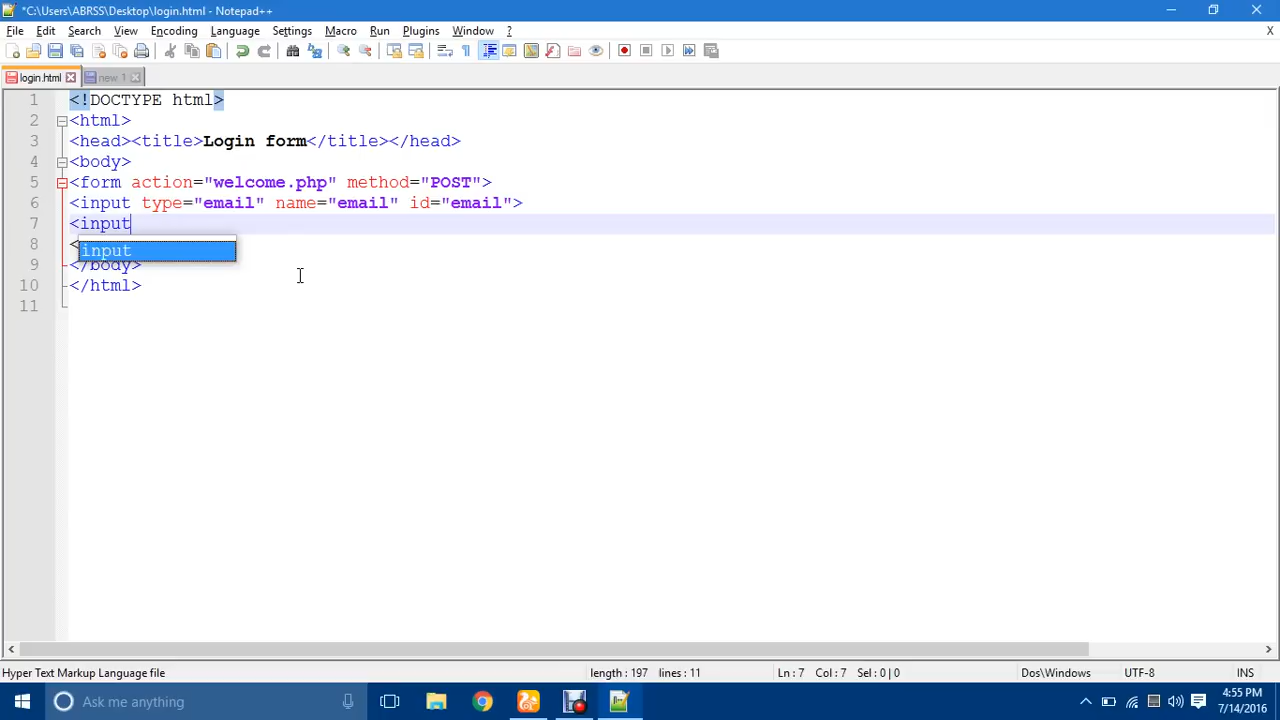 *C:\Users\ABRSS\Desktop\login.html - Notepad++
File Edit Search View Encoding Language Settings Macro Run Plugins Window ? X
login.html new 1
1 <!DOCTYPE html>
2 <html>
3 <head><title>Login form</title></head>
4 <body>
5 <form action="welcome.php" method="POST">
6 <input type="email" name="email" id="email">
7 <input
8 <
input
9 </body>
10 </html>
11
Hyper Text Markup Language file length : 197 lines : 11 Ln : 7 Col : 7 Sel : 0 | 0 Dos\Windows UTF-8 INS
Ask me anything 4:55 PM
7/14/2016